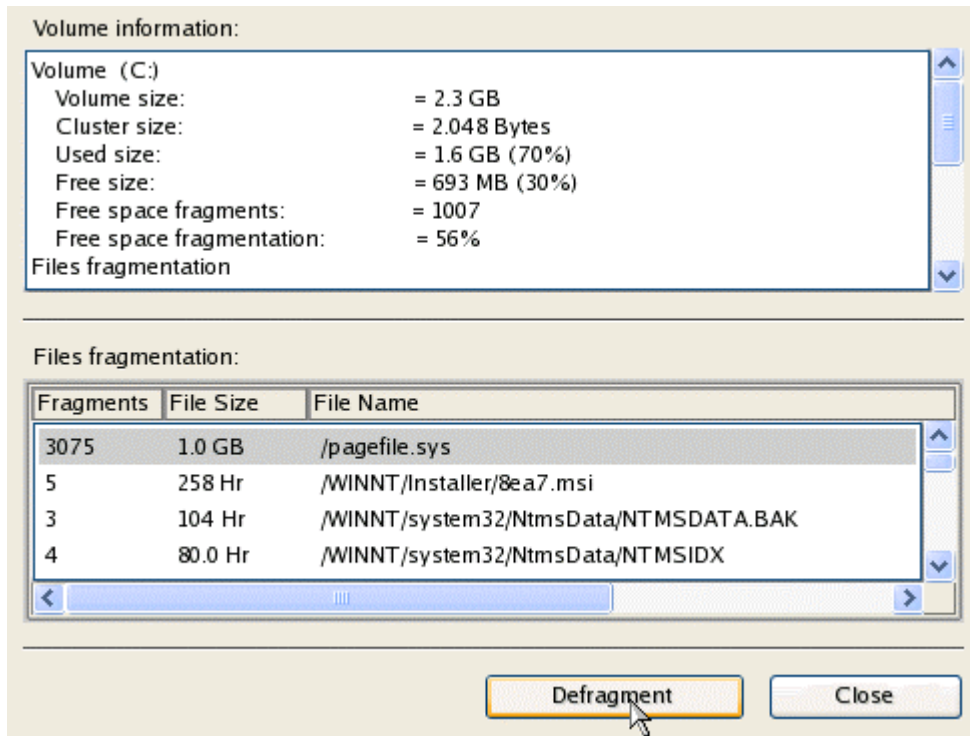 Volume information:
Volume (C:)
Volume size: = 2.3 GB
Cluster size: = 2.048 Bytes
Used size: = 1.6 GB (70%)
Free size: = 693 MB (30%)
Free space fragments: = 1007
Free space fragmentation: = 56%
Files fragmentation
Files fragmentation:
Fragments File Size File Name
3075 1.0 GB /pagefile.sys
5 258 Hr /WINNT/Installer/8ea7.msi
3 104 Hr /WINNT/system32/NtmsData/NTMSDATA.BAK
4 80.0 Hr /WINNT/system32/NtmsData/NTMSIDX
Defragment Close